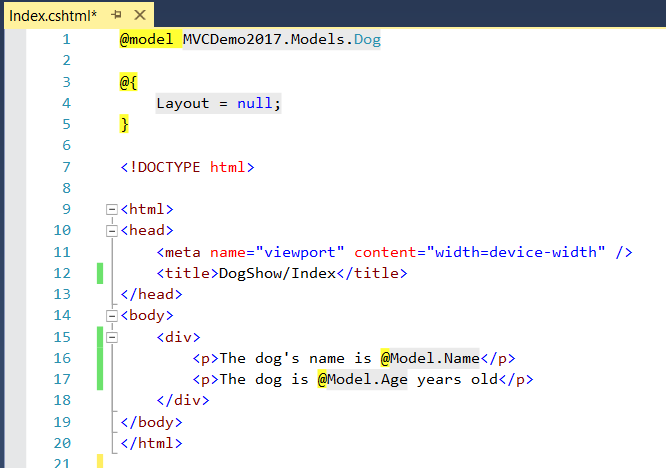 Index.cshtml*
1 @model MVCDemo2017.Models.Dog
2
3 @{
4 Layout = null;
5 }
6
7 <!DOCTYPE html>
8
9 <html>
10 <head>
11 <meta name="viewport" content="width=device-width" />
12 <title>DogShow/Index</title>
13 </head>
14 <body>
15 <div>
16 <p>The dog's name is @Model.Name</p>
17 <p>The dog is @Model.Age years old</p>
18 </div>
19 </body>
20 </html>
21